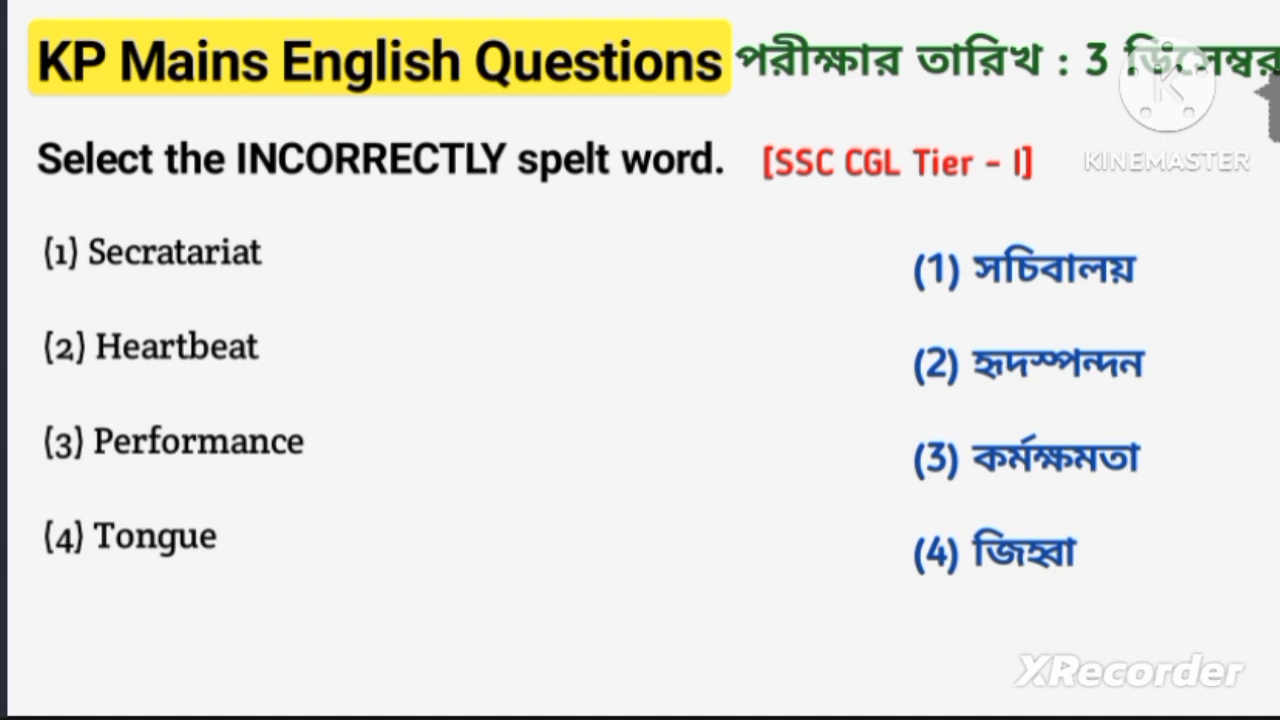 KP Mains English Questions পরীক্ষার তারিখ : 3 ডিসেম্বর
KINEMASTER
Select the INCORRECTLY spelt word. [SSC CGL Tier - I]
(1) Secratariat (1) সচিবালয়
(2) Heartbeat (2) হৃদস্পন্দন
(3) Performance (3) কর্মক্ষমতা
(4) Tongue (4) জিহ্বা
XRecorder